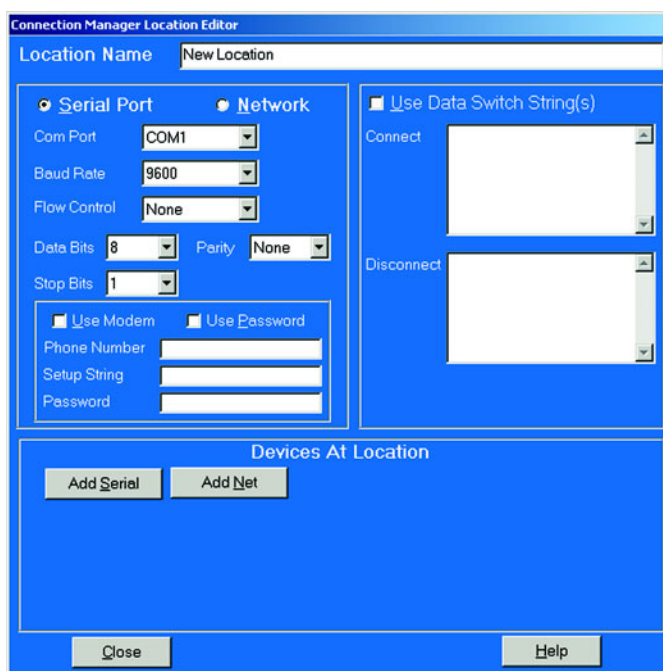 Connection Manager Location Editor
Location Name New Location
Serial Port Network
Com Port COM1
Baud Rate 9600
Flow Control None
Data Bits 8 Parity None
Stop Bits 1
Use Modem Use Password
Phone Number
Setup String
Password
Use Data Switch String(s)
Connect
Disconnect
Devices At Location
Add Serial Add Net
Close Help